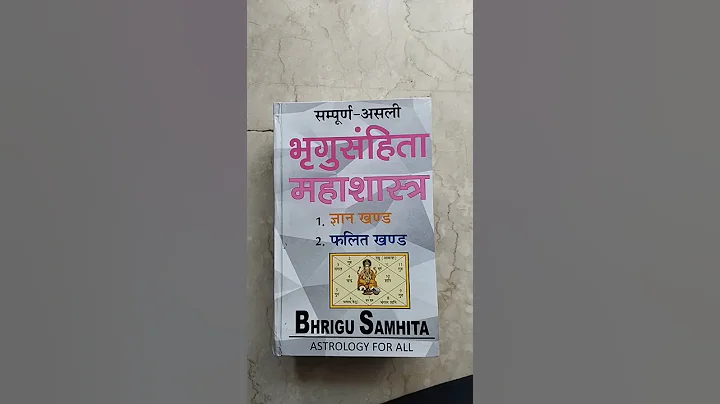 सम्पूर्ण-असली
भृगुसंहिता
महाशास्त्र
1. ज्ञान खण्ड
2. फलित खण्ड
BHRIGU SAMHITA
ASTROLOGY FOR ALL